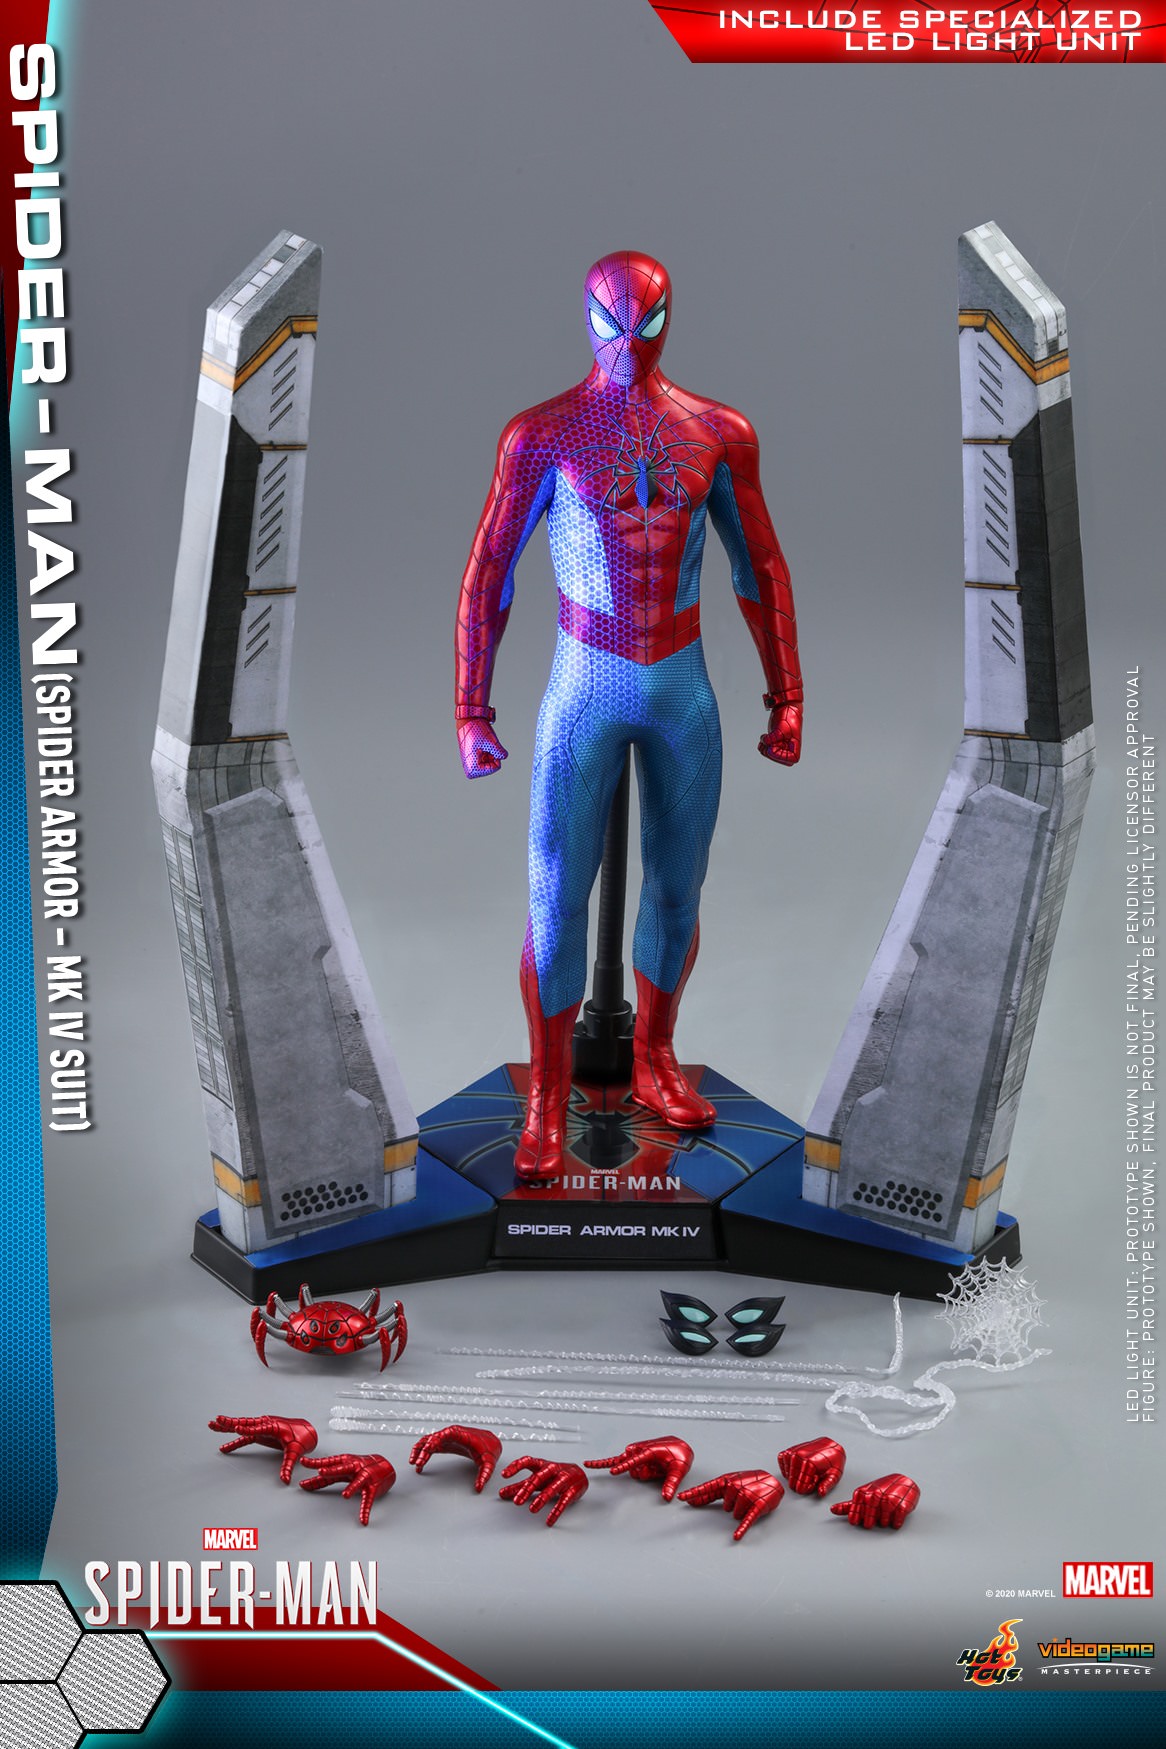 INCLUDE SPECIALIZED
LED LIGHT UNIT
SPIDER-MAN (SPIDER ARMOR - MK IV SUIT)
MARVEL
SPIDER-MAN
SPIDER ARMOR MK IV
LED LIGHT UNIT.: PROTOTYPE SHOWN IS NOT FINAL, PENDING LICENSOR APPROVAL
FIGURE: PROTOTYPE SHOWN, FINAL PRODUCT MAY BE SLIGHTLY DIFFERENT
MARVEL
SPIDER-MAN
© 2020 MARVEL
MARVEL
Hot Toys
videogame
MASTERPIECE